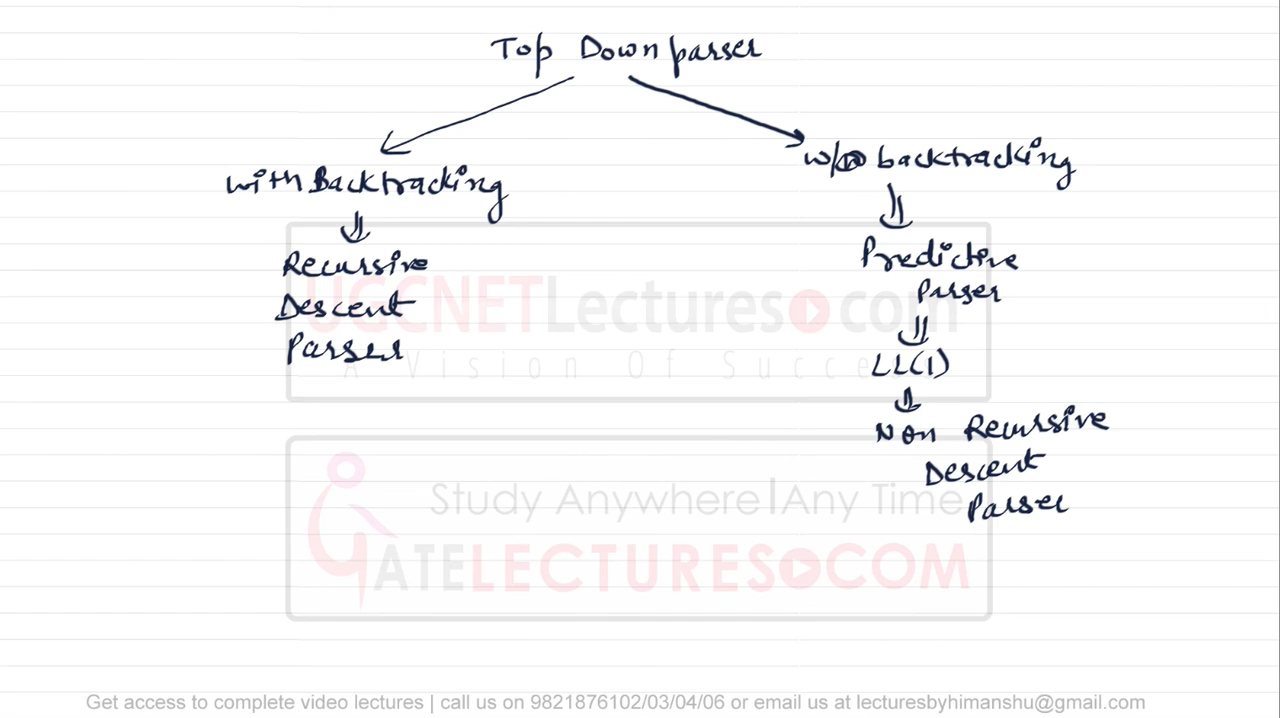 Top Down parser
with Backtracking
w/o backtracking
Recursive
Descent
Parser
Predictive
Parser
LL(1)
Non Recursive
Descent
Parser
UGCNETLectures.com
A Vision Of Success
Study Anywhere|Any Time
GATELECTURES.COM
Get access to complete video lectures | call us on 9821876102/03/04/06 or email us at lecturesbyhimanshu@gmail.com